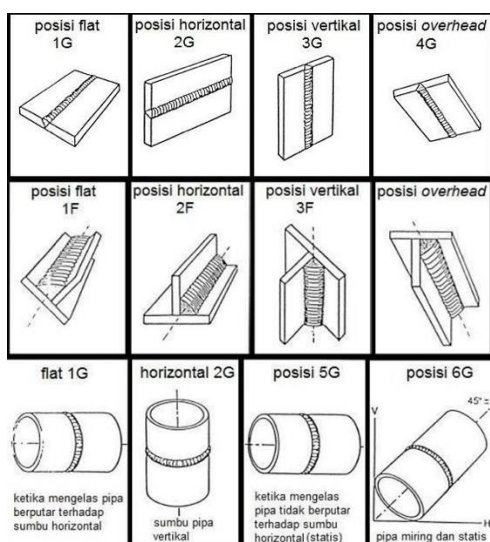 posisi flat
1G
posisi horizontal
2G
posisi vertikal
3G
posisi overhead
4G
posisi flat
1F
posisi horizontal
2F
posisi vertikal
3F
posisi overhead
flat 1G
ketika mengelas pipa
berputar terhadap
sumbu horizontal
horizontal 2G
sumbu pipa
vertikal
posisi 5G
ketika mengelas
pipa tidak berputar
terhadap sumbu
horizontal (statis)
posisi 6G
45° ±
V
H
pipa miring dan statis